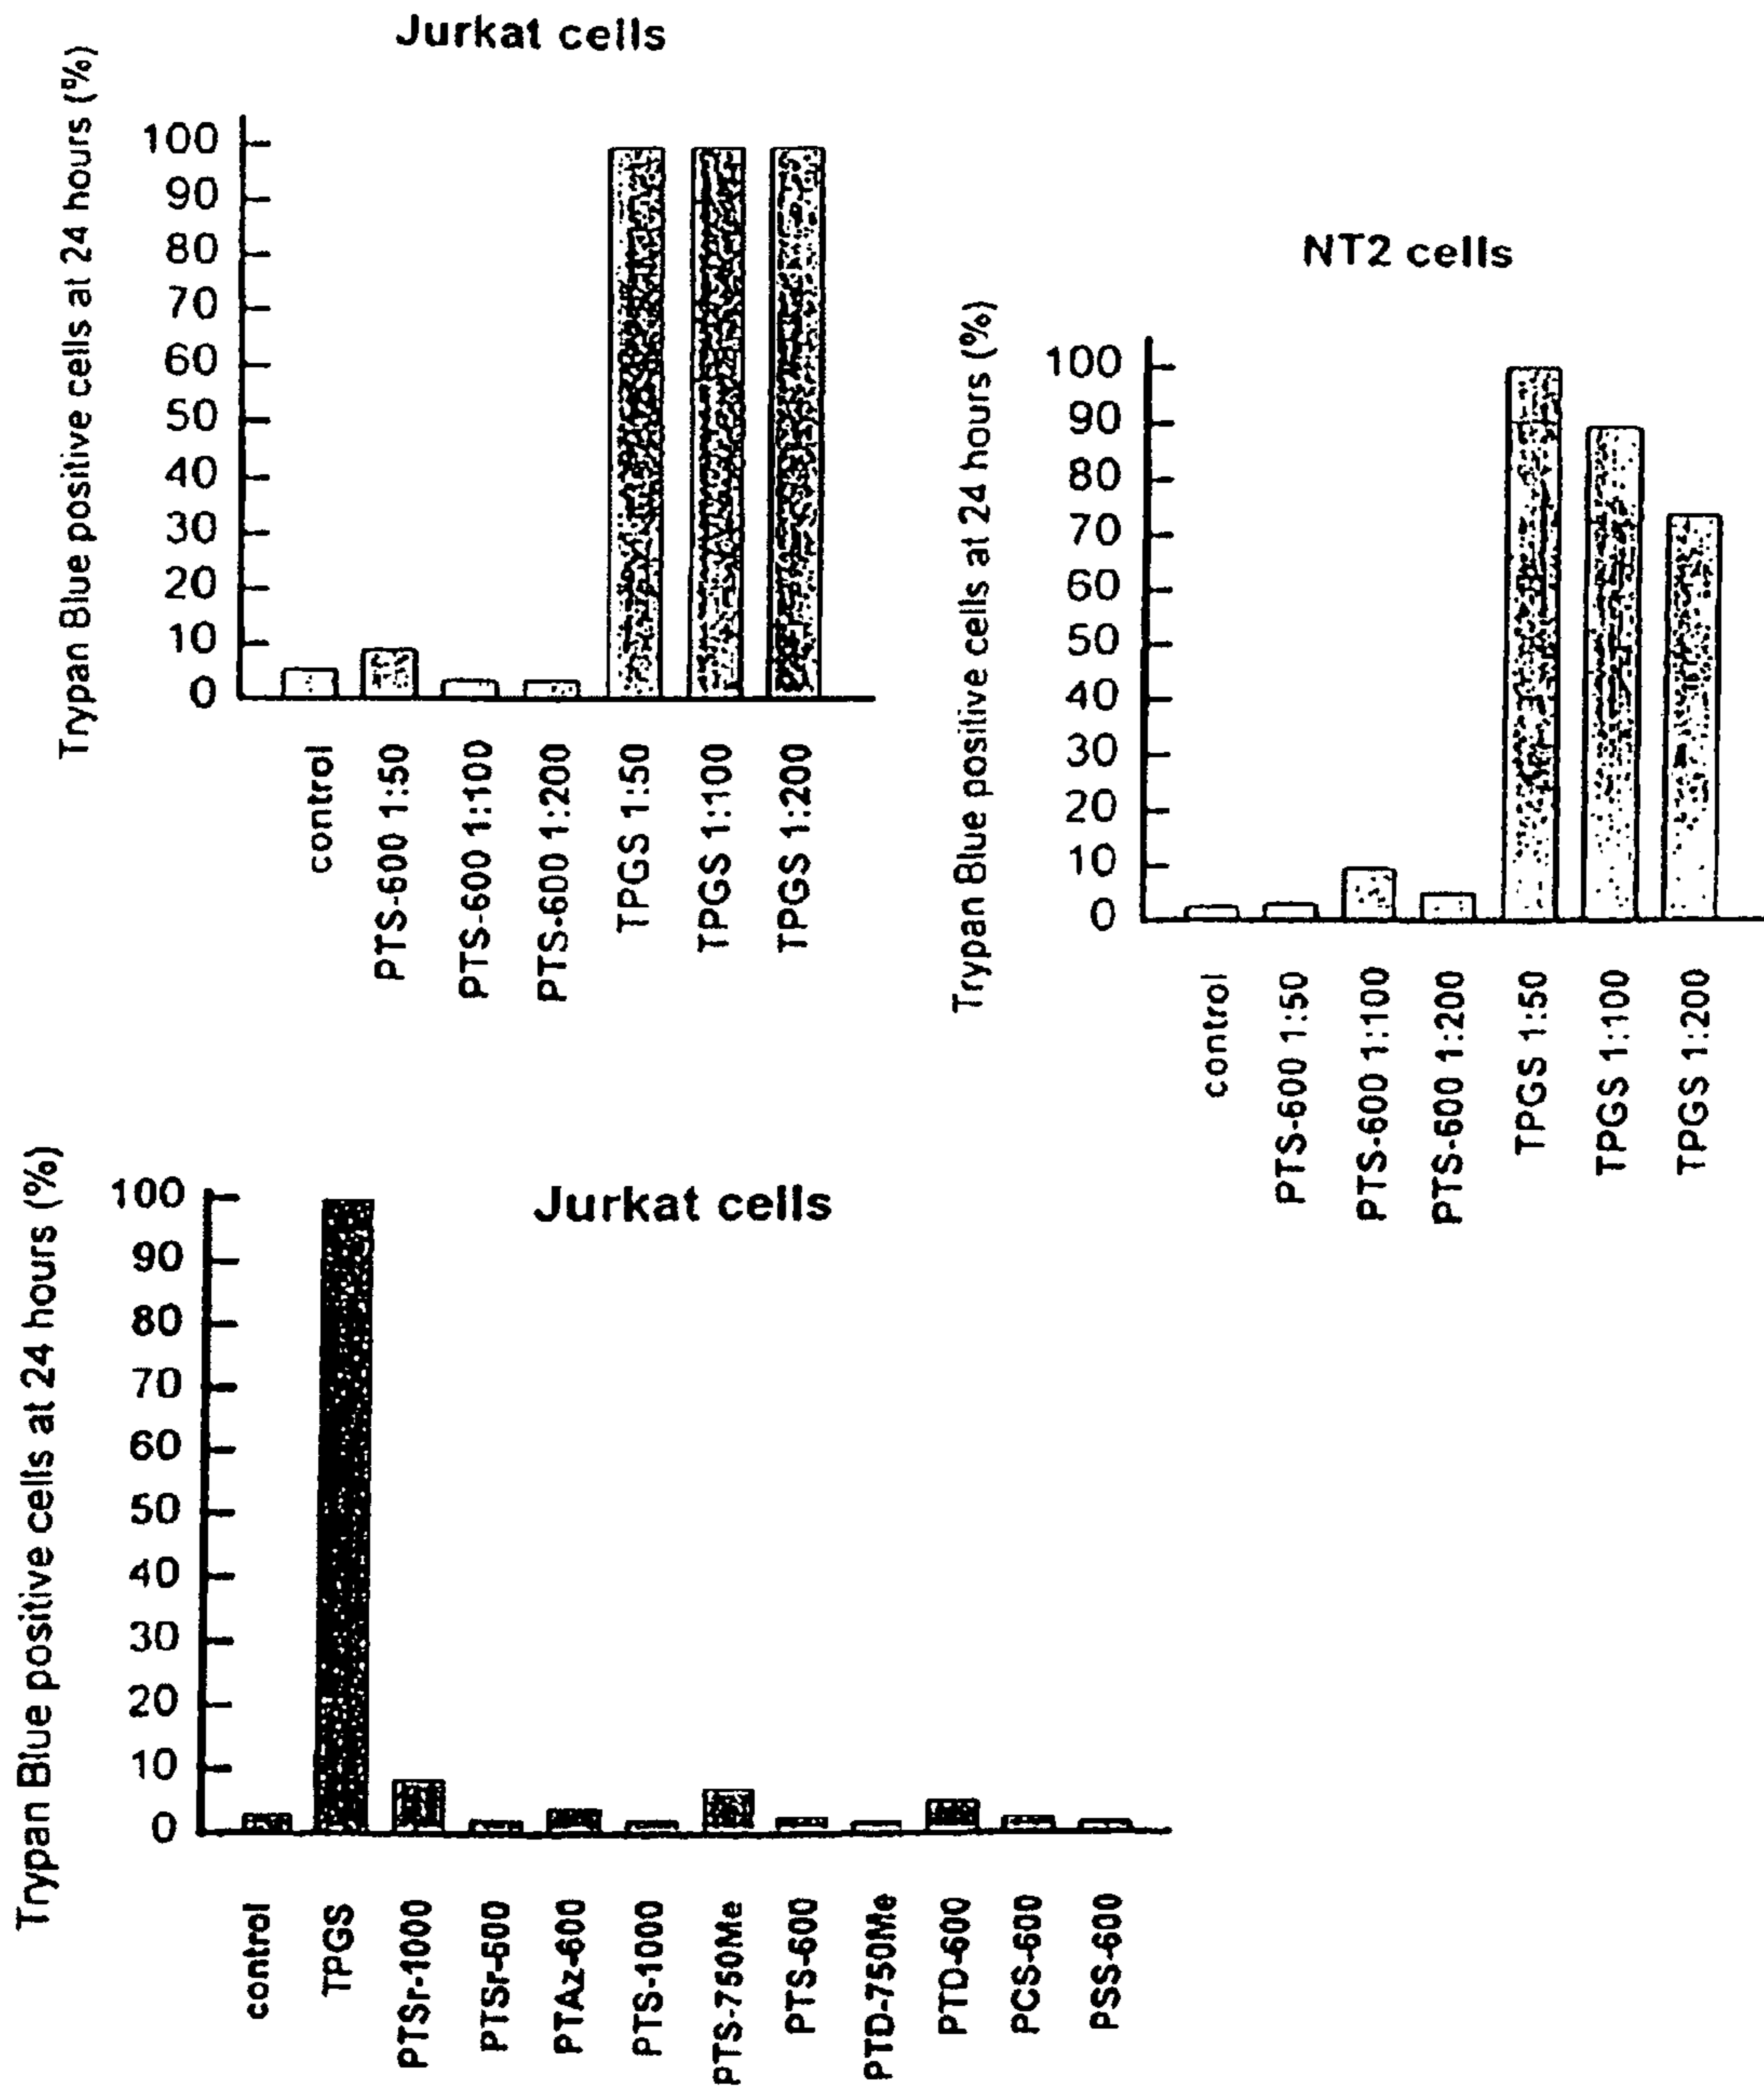 Jurkat cells
Trypan Blue positive cells at 24 hours (%)
100
90
80
70
60
50
40
30
20
10
0
control
PTS-600 1:50
PTS-600 1:100
PTS-600 1:200
TPGS 1:50
TPGS 1:100
TPGS 1:200
NT2 cells
Trypan Blue positive cells at 24 hours (%)
100
90
80
70
60
50
40
30
20
10
0
control
PTS-600 1:50
PTS-600 1:100
PTS-600 1:200
TPGS 1:50
TPGS 1:100
TPGS 1:200
Jurkat cells
Trypan Blue positive cells at 24 hours (%)
100
90
80
70
60
50
40
30
20
10
0
control
TPGS
PTSr-1000
PTSr-600
PTAz-600
PTS-1000
PTS-750Me
PTS-600
PTD-750Me
PTD-600
PCS-600
PSS-600